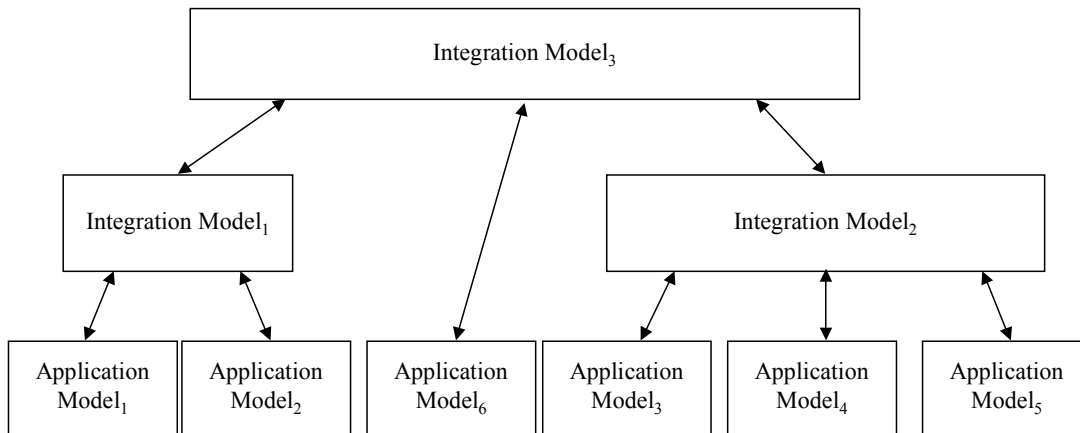 Integration Model₃
Integration Model₁
Integration Model₂
Application
Model₁
Application
Model₂
Application
Model₆
Application
Model₃
Application
Model₄
Application
Model₅